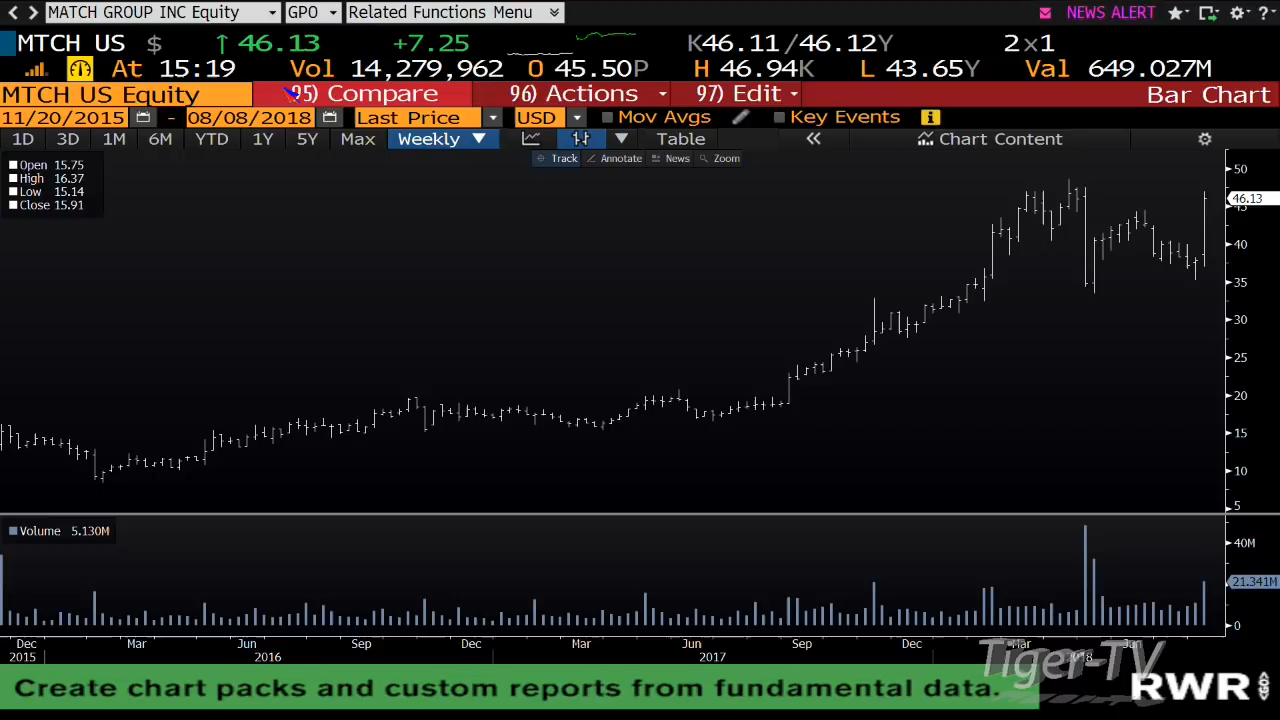 MATCH GROUP INC Equity GPO Related Functions Menu NEWS ALERT ?
MTCH US $ ↑ 46.13 +7.25 K46.11/46.12Y 2x1
At 15:19 Vol 14,279,962 O 45.50P H 46.94K L 43.65Y Val 649.027M
MTCH US Equity 95) Compare 96) Actions 97) Edit Bar Chart
11/20/2015 - 08/08/2018 Last Price USD Mov Avgs Key Events
1D 3D 1M 6M YTD 1Y 5Y Max Weekly ▼ Table « Chart Content
Track Annotate News Zoom
Open 15.75
High 16.37
Low 15.14
Close 15.91
50
46.13
45
40
35
30
25
20
15
10
5
Volume 5.130M
40M
21.341M
0
Dec Mar Jun Sep Dec Mar Jun Sep Dec Mar Jun
2015 2016 2017 2018
Tiger-TV
Create chart packs and custom reports from fundamental data.
RWR GO